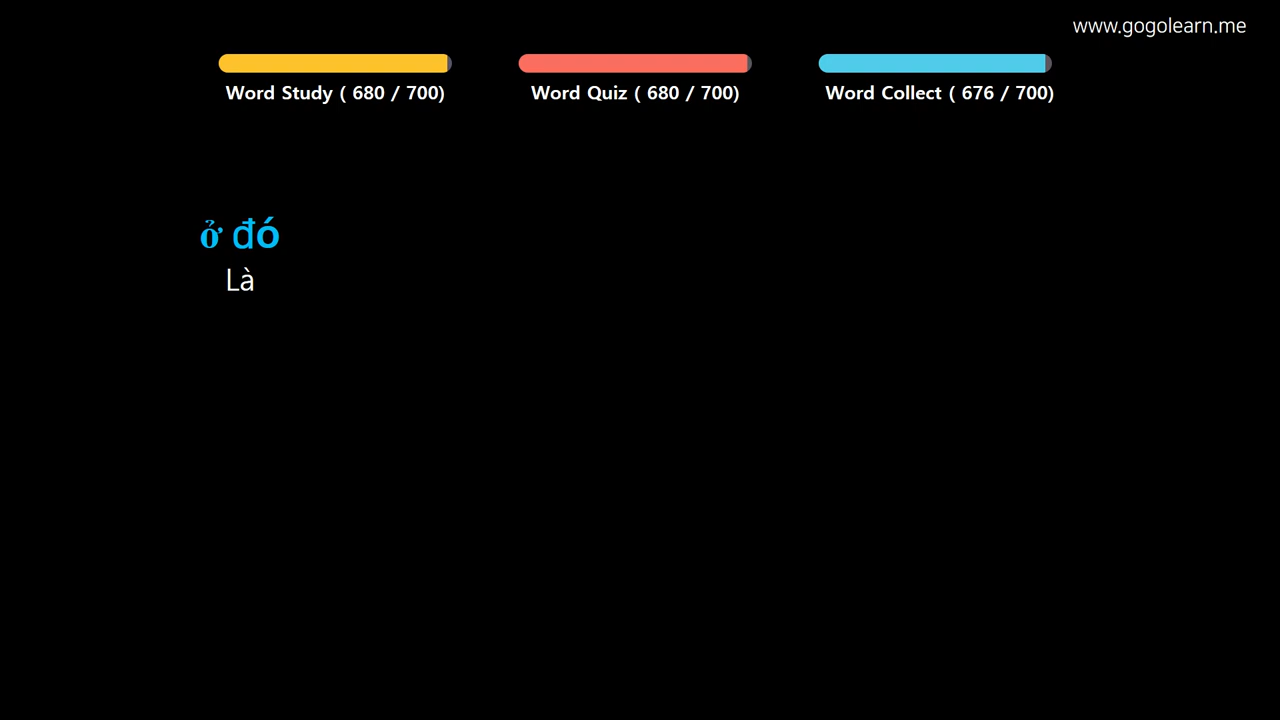 www.gogolearn.me
Word Study ( 680 / 700)
Word Quiz ( 680 / 700)
Word Collect ( 676 / 700)
ở đó
Là